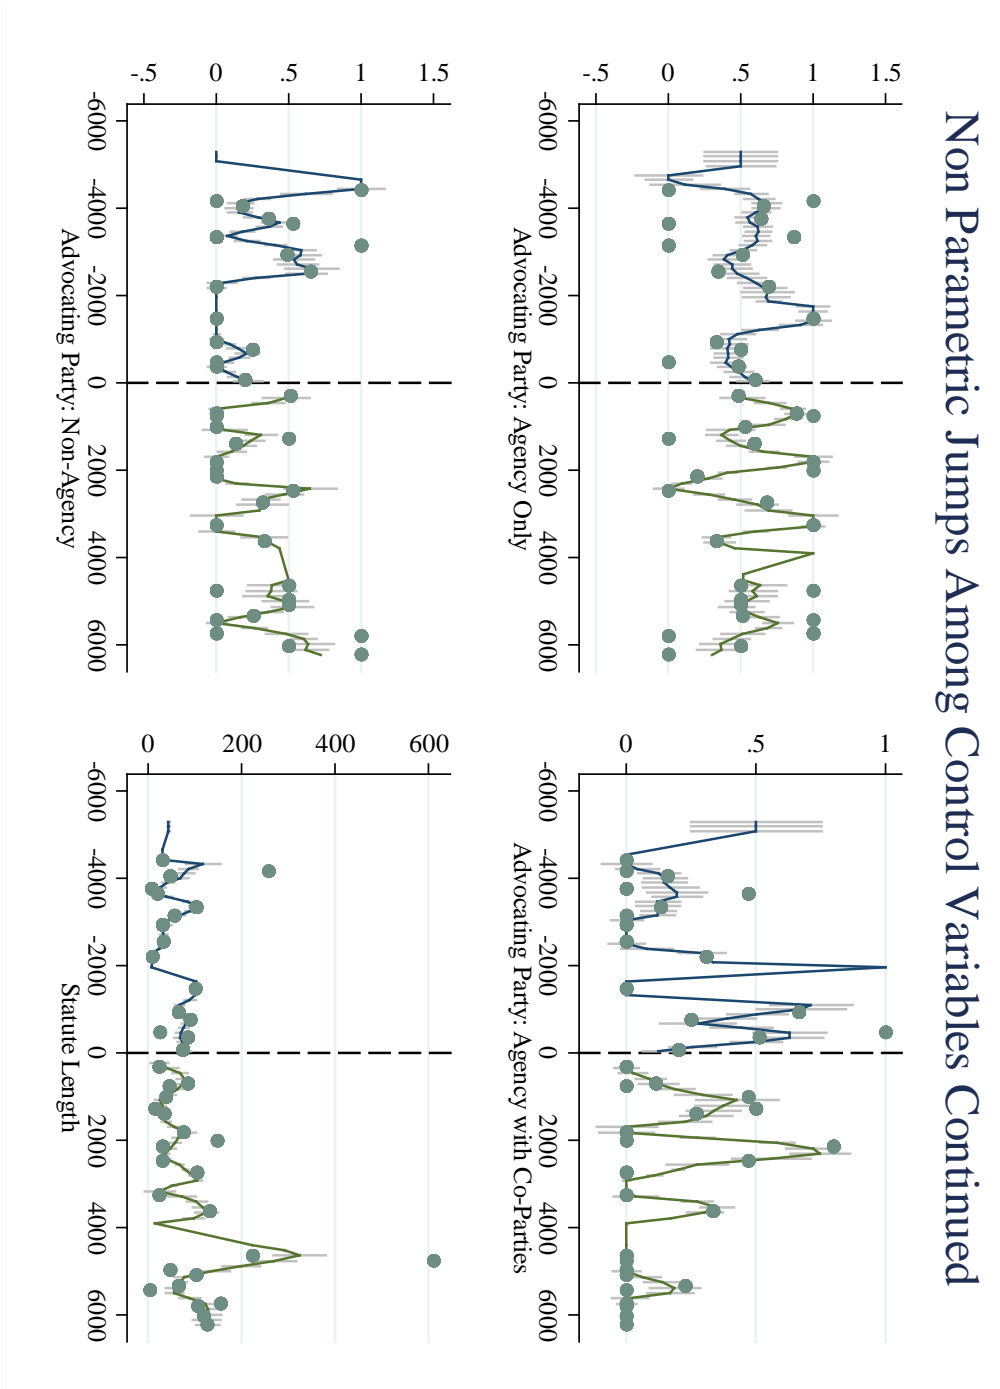 Non Parametric Jumps Among Control Variables Continued
-.5 0 .5 1 1.5
-6000 -4000 -2000 0 2000 4000 6000
Advocating Party: Agency Only
0 .5 1
-6000 -4000 -2000 0 2000 4000 6000
Advocating Party: Agency with Co-Parties
-.5 0 .5 1 1.5
-6000 -4000 -2000 0 2000 4000 6000
Advocating Party: Non-Agency
0 200 400 600
-6000 -4000 -2000 0 2000 4000 6000
Statute Length